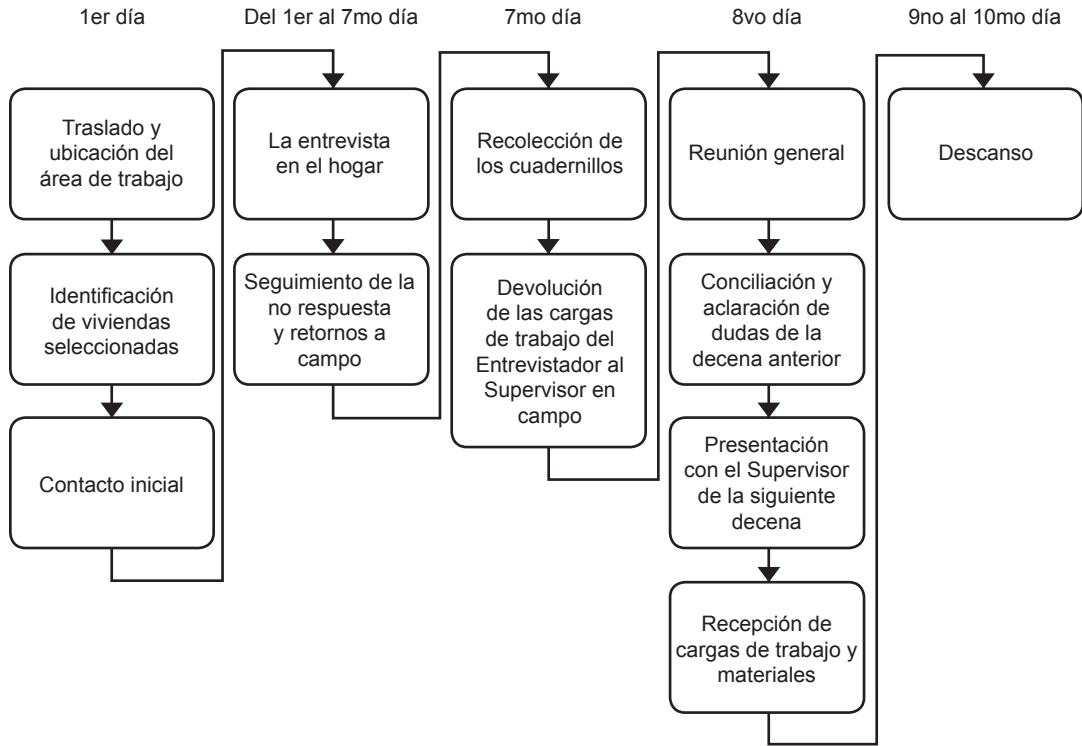 1er día
Del 1er al 7mo día
7mo día
8vo día
9no al 10mo día
Traslado y
ubicación del
área de trabajo
Identificación
de viviendas
seleccionadas
Contacto inicial
La entrevista
en el hogar
Seguimiento de la
no respuesta
y retornos a
campo
Recolección de
los cuadernillos
Devolución
de las cargas
de trabajo del
Entrevistador al
Supervisor en
campo
Reunión general
Conciliación y
aclaración de
dudas de la
decena anterior
Presentación
con el Supervisor
de la siguiente
decena
Recepción de
cargas de trabajo y
materiales
Descanso